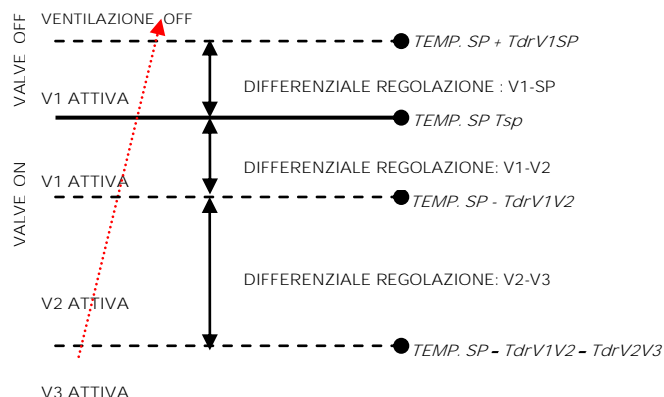 VENTILAZIONE OFF
TEMP. SP + TdrV1SP
VALVE OFF
DIFFERENZIALE REGOLAZIONE : V1-SP
V1 ATTIVA
TEMP. SP Tsp
DIFFERENZIALE REGOLAZIONE: V1-V2
V1 ATTIVA
VALVE ON
TEMP. SP - TdrV1V2
DIFFERENZIALE REGOLAZIONE: V2-V3
V2 ATTIVA
TEMP. SP – TdrV1V2 – TdrV2V3
V3 ATTIVA